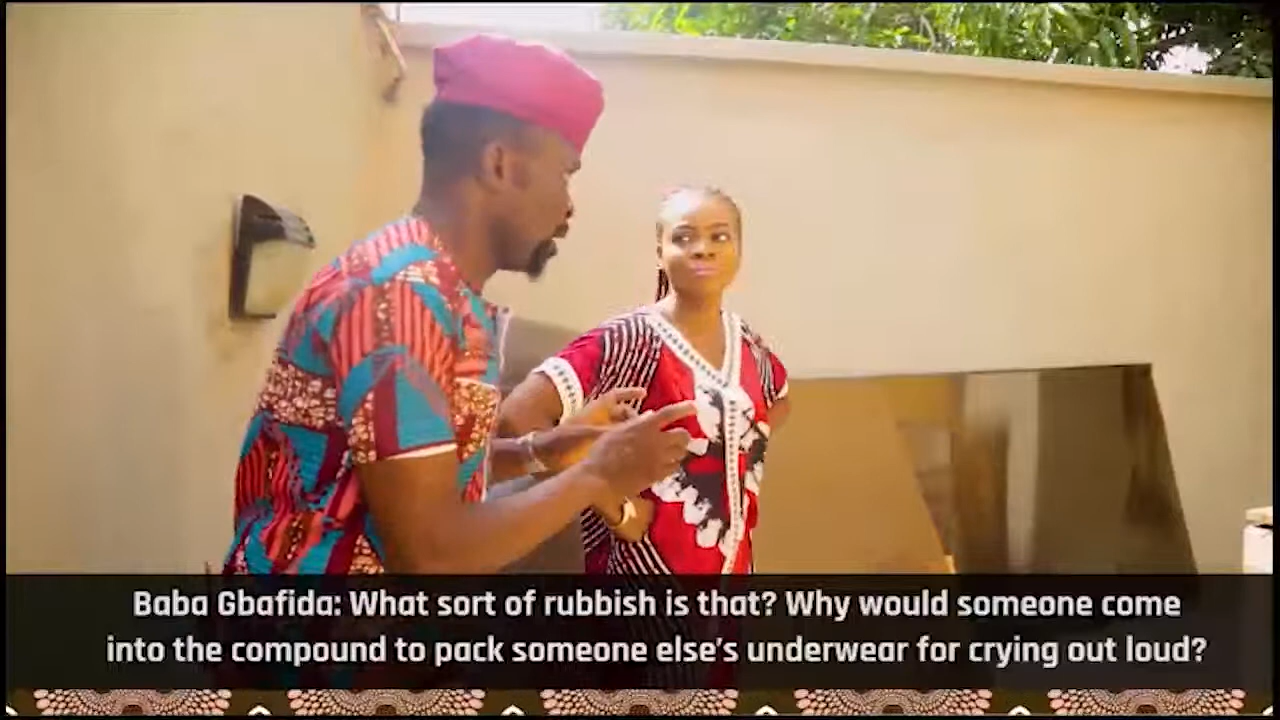 Baba Gbafida: What sort of rubbish is that? Why would someone come
into the compound to pack someone else's underwear for crying out loud?